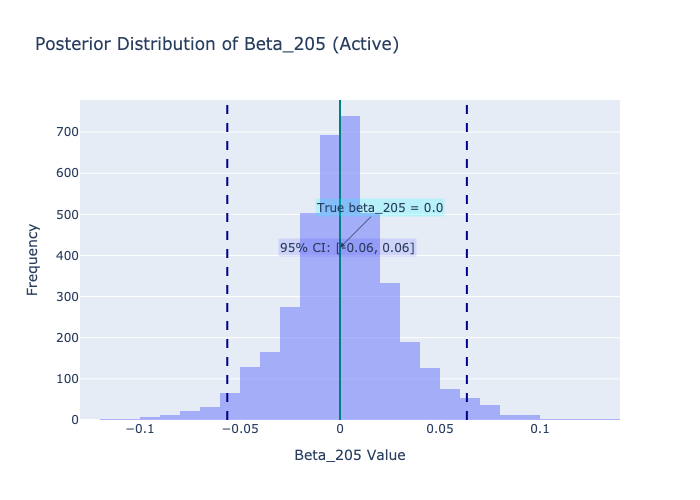 Posterior Distribution of Beta_205 (Active)
700
600
500
400
300
200
100
0
Frequency
True beta_205 = 0.0
95% CI: [-0.06, 0.06]
−0.1
−0.05
0
0.05
0.1
Beta_205 Value